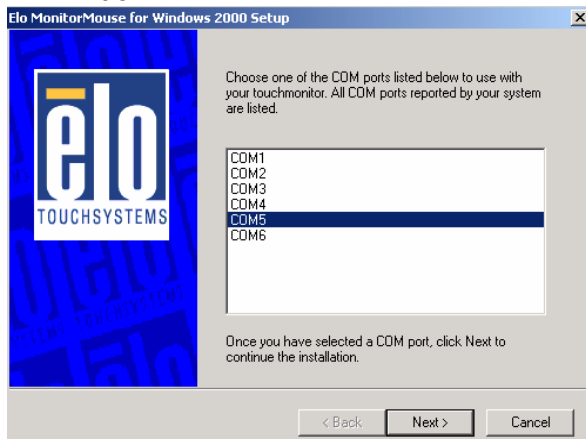 Elo MonitorMouse for Windows 2000 Setup
Choose one of the COM ports listed below to use with
your touchmonitor. All COM ports reported by your system
are listed.
ēlo
TOUCHSYSTEMS
COM1
COM2
COM3
COM4
COM5
COM6
Once you have selected a COM port, click Next to
continue the installation.
< Back
Next >
Cancel